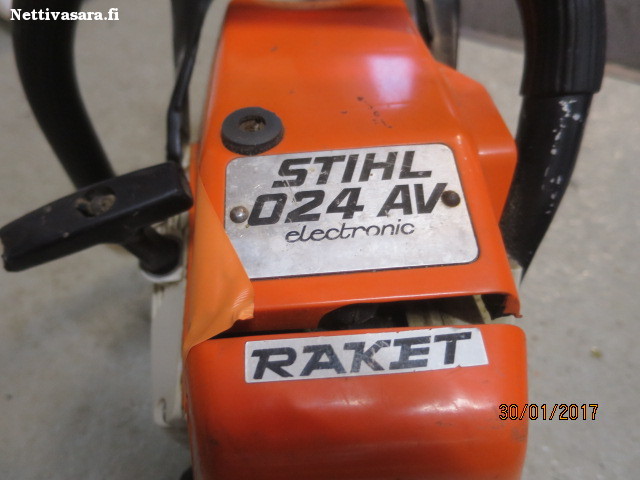 Nettivasara.fi
STIHL
024 AV
electronic
RAKET
30/01/2017